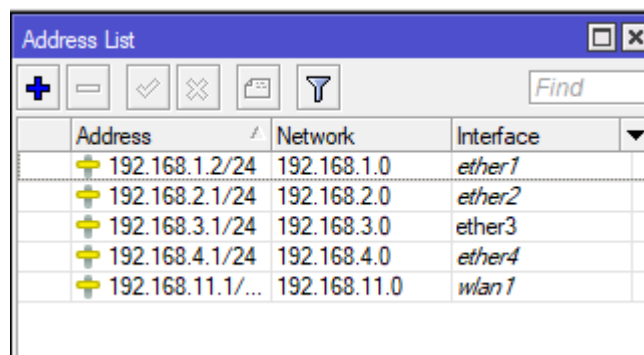 Address List
Find
Address Network Interface
192.168.1.2/24 192.168.1.0 ether1
192.168.2.1/24 192.168.2.0 ether2
192.168.3.1/24 192.168.3.0 ether3
192.168.4.1/24 192.168.4.0 ether4
192.168.11.1/... 192.168.11.0 wlan1